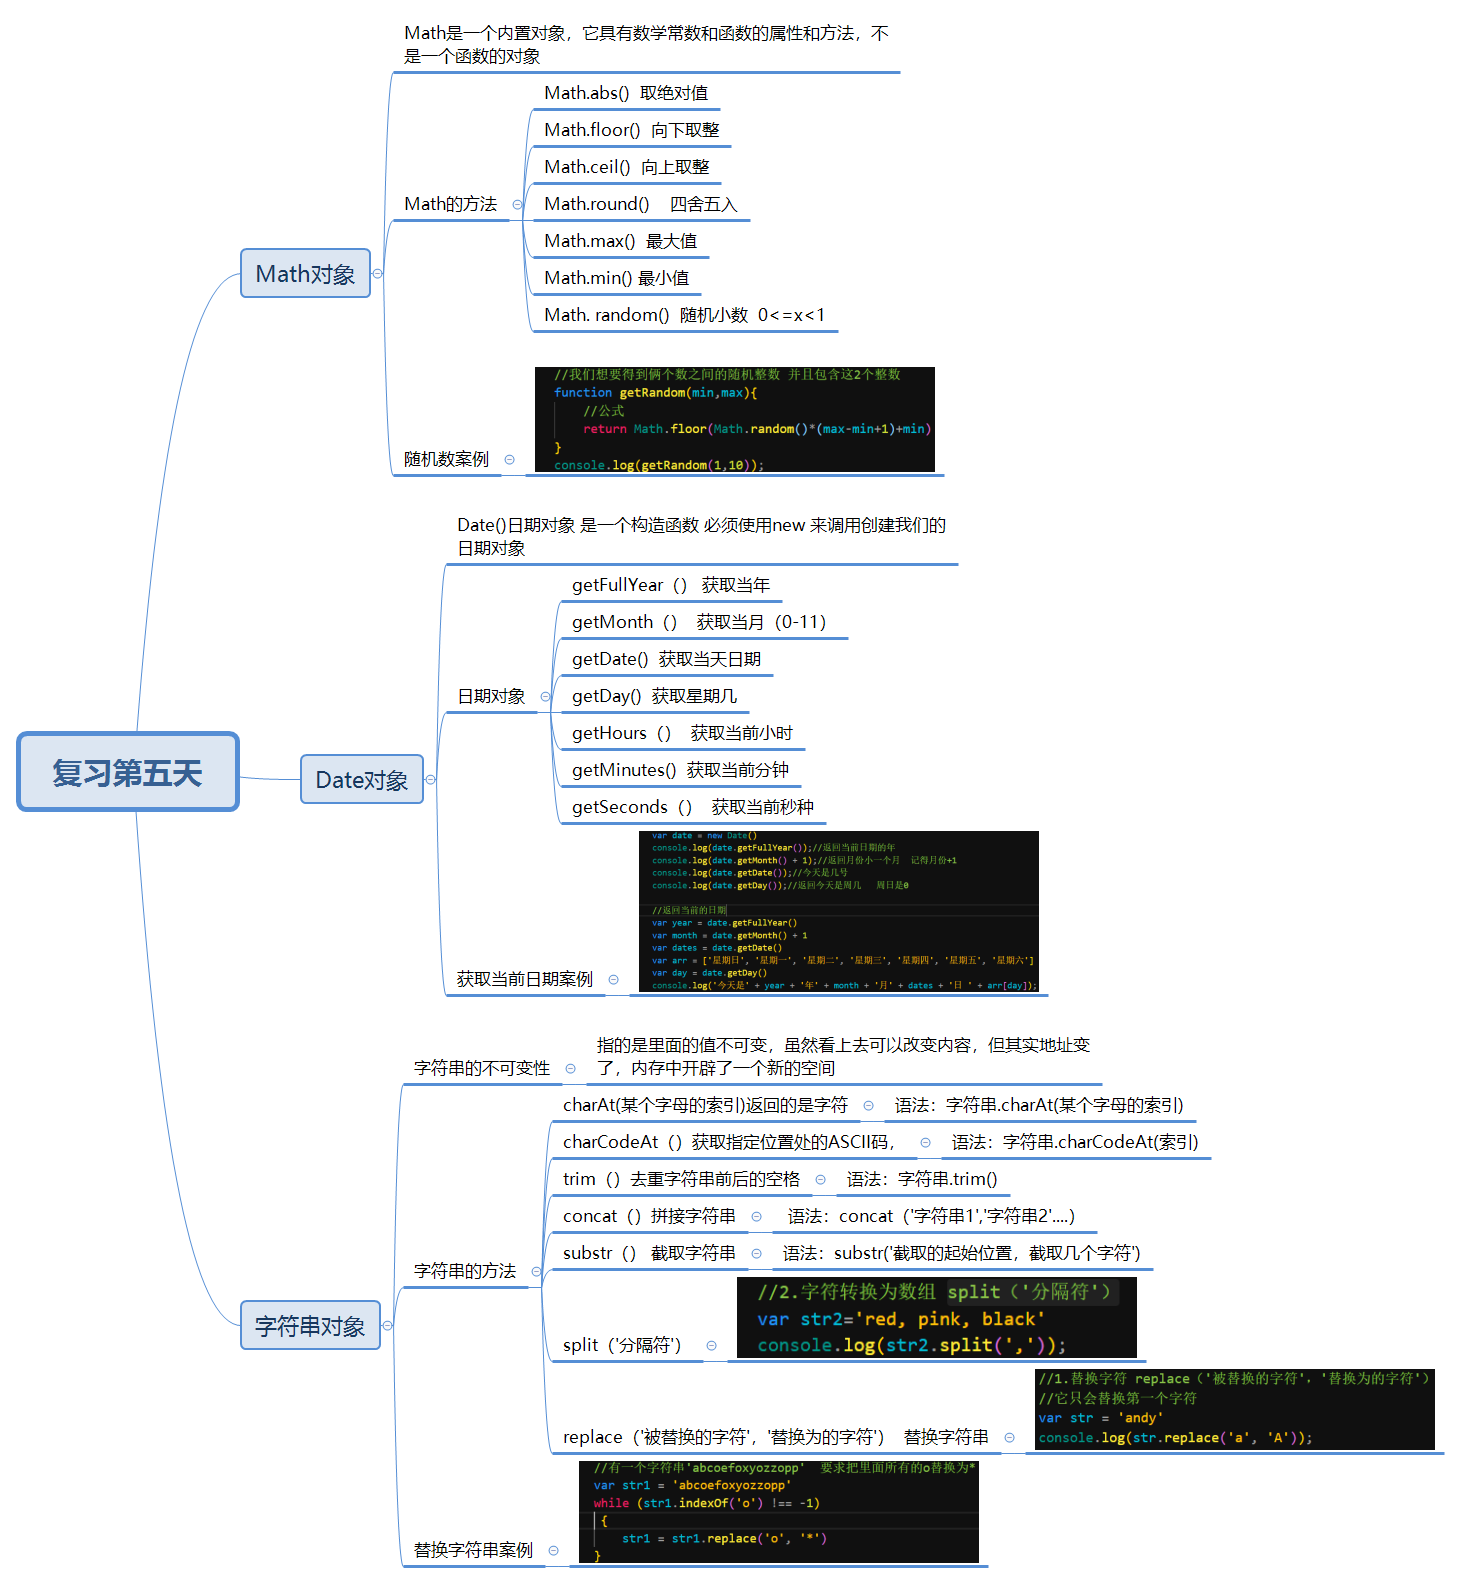 复习第五天
Math对象
Math是一个内置对象，它具有数学常数和函数的属性和方法，不
是一个函数的对象
Math的方法
Math.abs()  取绝对值
Math.floor()  向下取整
Math.ceil()  向上取整
Math.round()    四舍五入
Math.max()  最大值
Math.min() 最小值
Math. random()  随机小数  0<=x<1
随机数案例
//我们想要得到俩个数之间的随机整数 并且包含这2个整数
function getRandom(min,max){
//公式
return Math.floor(Math.random()*(max-min+1)+min)
}
console.log(getRandom(1,10));
Date对象
Date()日期对象 是一个构造函数 必须使用new 来调用创建我们的
日期对象
日期对象
getFullYear（） 获取当年
getMonth（）  获取当月（0-11）
getDate()  获取当天日期
getDay()  获取星期几
getHours（）  获取当前小时
getMinutes()  获取当前分钟
getSeconds（）  获取当前秒种
获取当前日期案例
var date = new Date()
console.log(date.getFullYear());//返回当前日期的年
console.log(date.getMonth() + 1);//返回月份小一个月  记得月份+1
console.log(date.getDate());//今天是几号
console.log(date.getDay());//返回今天是周几   周日是0
//返回当前的日期
var year = date.getFullYear()
var month = date.getMonth() + 1
var dates = date.getDate()
var arr = ['星期日', '星期一', '星期二', '星期三', '星期四', '星期五', '星期六']
var day = date.getDay()
console.log('今天是' + year + '年' + month + '月' + dates + '日 ' + arr[day]);
字符串对象
字符串的不可变性
指的是里面的值不可变，虽然看上去可以改变内容，但其实地址变
了，内存中开辟了一个新的空间
字符串的方法
charAt(某个字母的索引)返回的是字符
语法：字符串.charAt(某个字母的索引)
charCodeAt（）获取指定位置处的ASCII码，
语法：字符串.charCodeAt(索引)
trim（）去重字符串前后的空格
语法：字符串.trim()
concat（）拼接字符串
语法：concat（'字符串1','字符串2'....）
substr（） 截取字符串
语法：substr('截取的起始位置，截取几个字符')
split（'分隔符'）
//2.字符转换为数组 split（'分隔符'）
var str2='red, pink, black'
console.log(str2.split(','));
replace（'被替换的字符'，'替换为的字符'）  替换字符串
//1.替换字符 replace（'被替换的字符'，'替换为的字符'）
//它只会替换第一个字符
var str = 'andy'
console.log(str.replace('a', 'A'));
替换字符串案例
//有一个字符串'abcoefoxyozzopp'  要求把里面所有的o替换为*
var str1 = 'abcoefoxyozzopp'
while (str1.indexOf('o') !== -1)
{
str1 = str1.replace('o', '*')
}